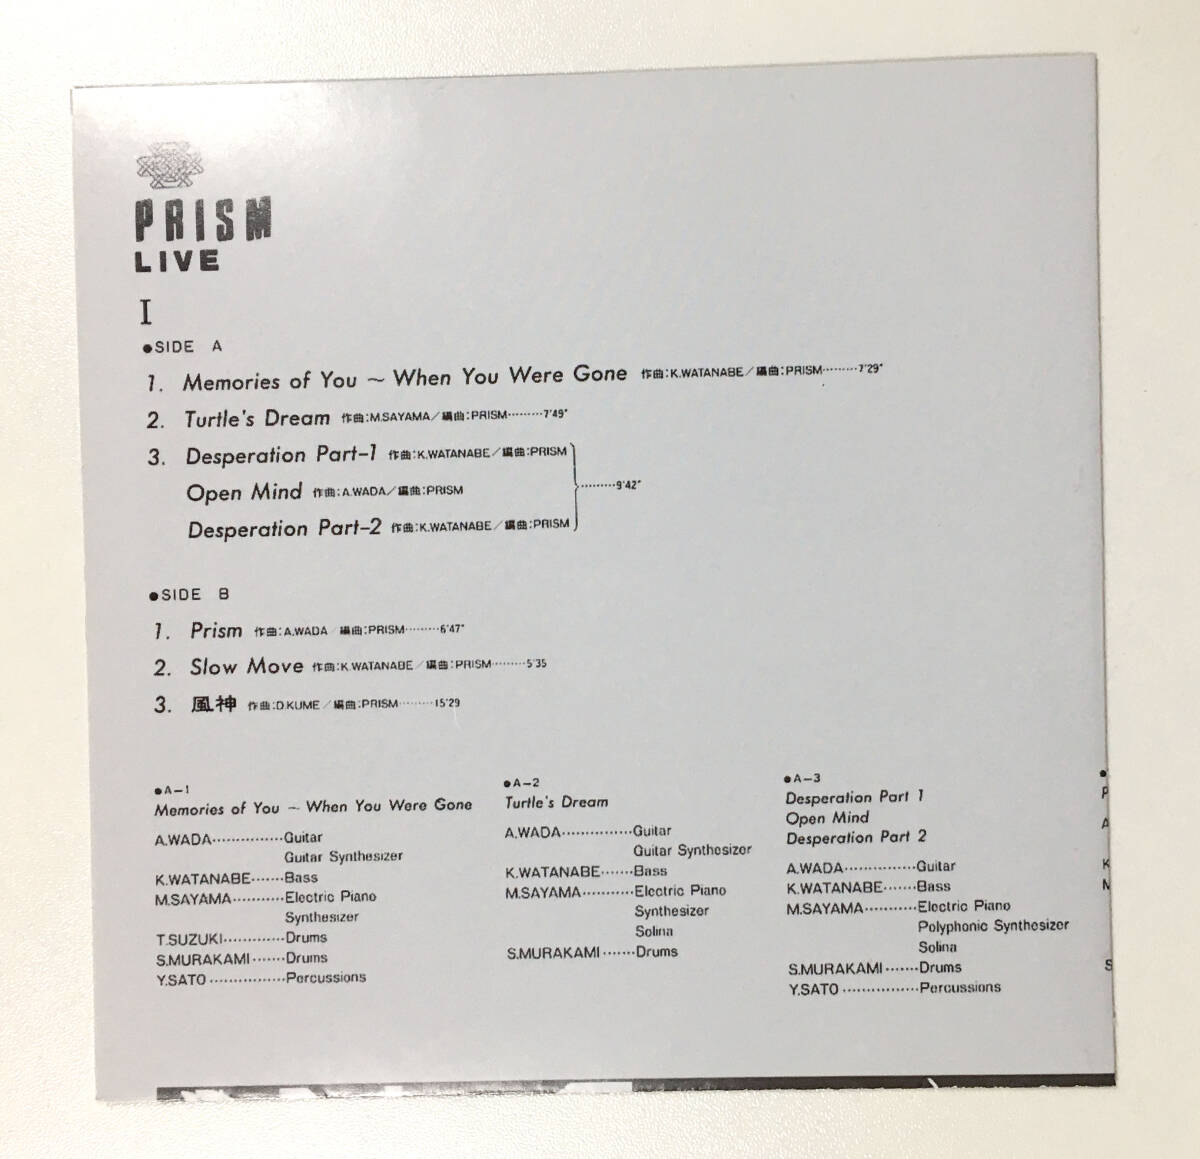 PRISM
LIVE
I
●SIDE A
1. Memories of You ～ When You Were Gone 作曲:K.WATANABE／編曲:PRISM………7'29"
2. Turtle's Dream 作曲:M.SAYAMA／編曲:PRISM………7'49"
3. Desperation Part-1 作曲:K.WATANABE／編曲:PRISM
Open Mind 作曲:A.WADA／編曲:PRISM ………9'42"
Desperation Part-2 作曲:K.WATANABE／編曲:PRISM
●SIDE B
1. Prism 作曲:A.WADA／編曲:PRISM………6'47"
2. Slow Move 作曲:K.WATANABE／編曲:PRISM………5'35
3. 風神 作曲:D.KUME／編曲:PRISM………15'29
●A-1
Memories of You ～ When You Were Gone
A.WADA……………Guitar
Guitar Synthesizer
K.WATANABE……Bass
M.SAYAMA………Electric Piano
Synthesizer
T.SUZUKI…………Drums
S.MURAKAMI……Drums
Y.SATO……………Percussions
●A-2
Turtle's Dream
A.WADA……………Guitar
Guitar Synthesizer
K.WATANABE……Bass
M.SAYAMA………Electric Piano
Synthesizer
Solina
S.MURAKAMI……Drums
●A-3
Desperation Part 1
Open Mind
Desperation Part 2
A.WADA……………Guitar
K.WATANABE……Bass
M.SAYAMA………Electric Piano
Polyphonic Synthesizer
Solina
S.MURAKAMI……Drums
Y.SATO……………Percussions